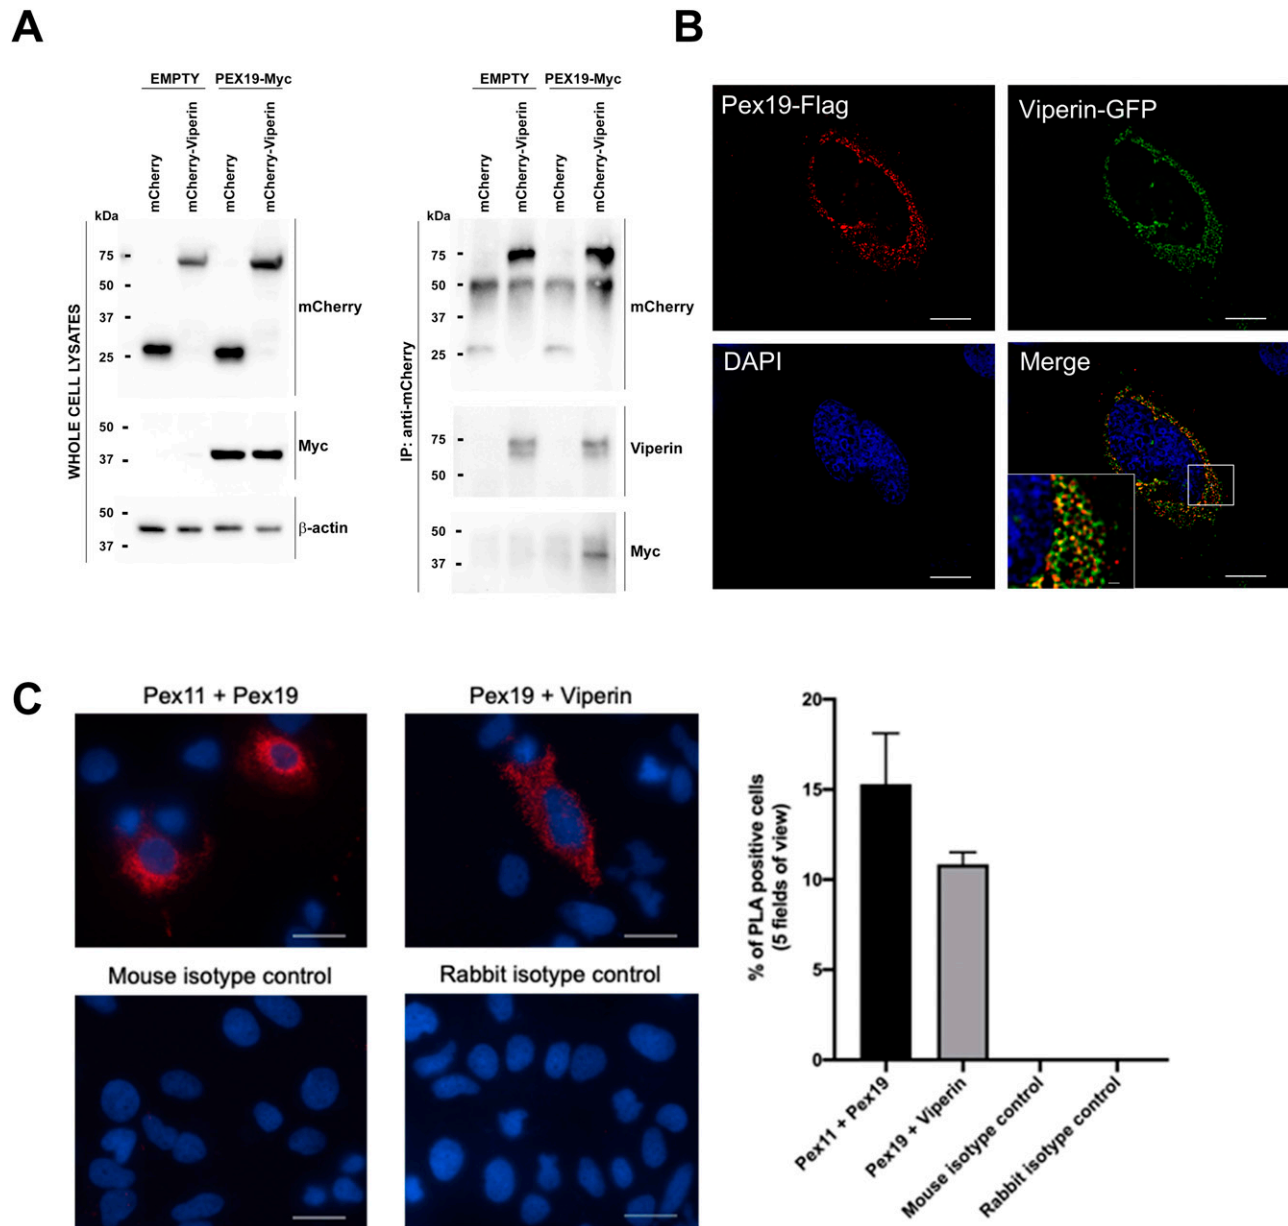 A
EMPTY PEX19-Myc
mCherry
mCherry-Viperin
mCherry
mCherry-Viperin
kDa
75
50
37
25
mCherry
50
37
Myc
50
37
β-actin
WHOLE CELL LYSATES
EMPTY PEX19-Myc
mCherry
mCherry-Viperin
mCherry
mCherry-Viperin
kDa
75
50
37
25
mCherry
75
50
Viperin
50
37
Myc
IP: anti-mCherry
B
Pex19-Flag
Viperin-GFP
DAPI
Merge
C
Pex11 + Pex19
Pex19 + Viperin
Mouse isotype control
Rabbit isotype control
% of PLA positive cells
(5 fields of view)
20
15
10
5
0
Pex11 + Pex19
Pex19 + Viperin
Mouse isotype control
Rabbit isotype control